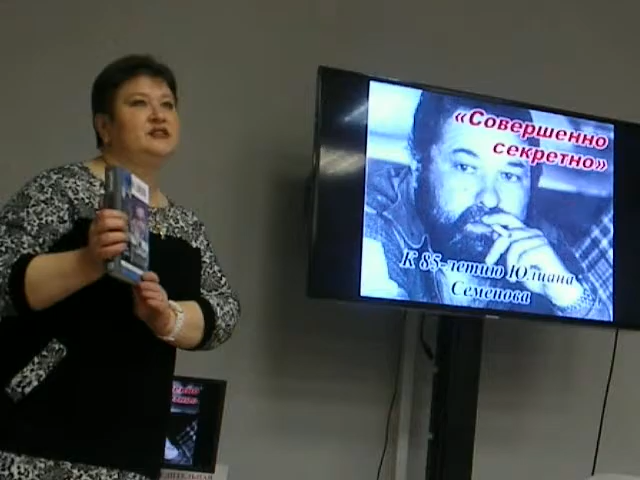 «Совершенно
секретно»
К 85-летию Юлиана
Семенова